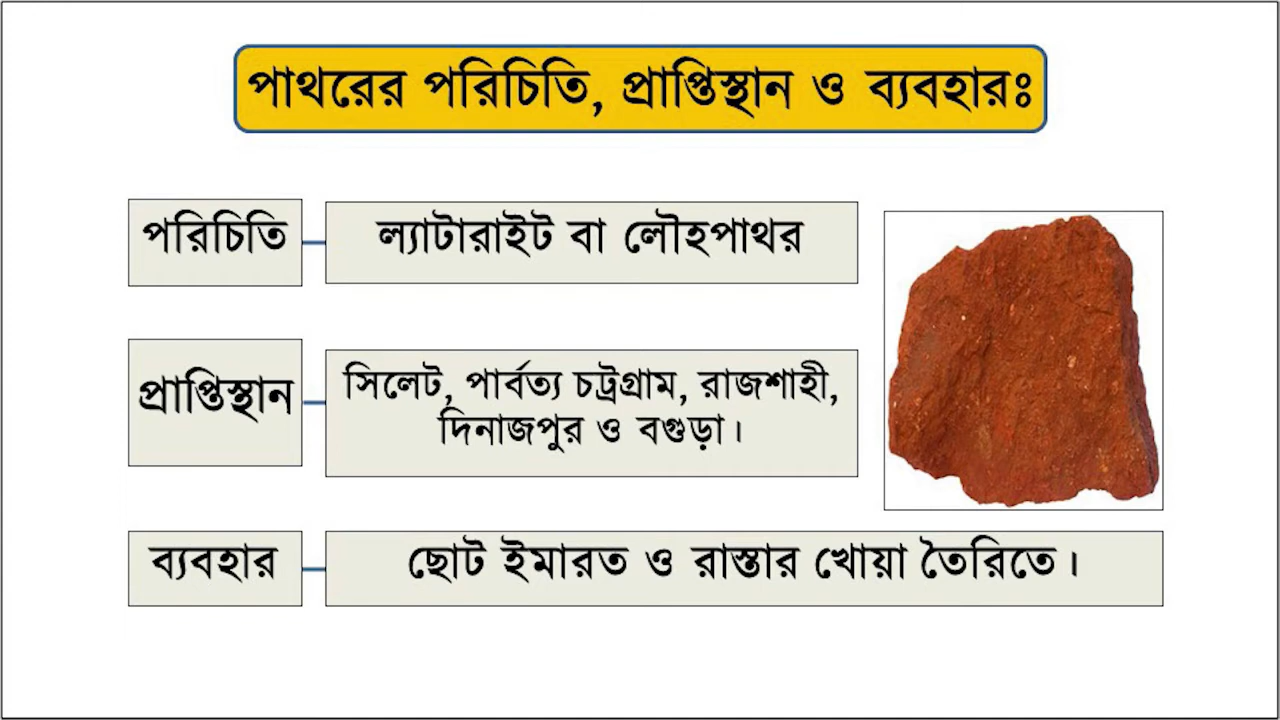 পাথরের পরিচিতি, প্রাপ্তিস্থান ও ব্যবহারঃ
পরিচিতি
ল্যাটারাইট বা লৌহপাথর
প্রাপ্তিস্থান
সিলেট, পার্বত্য চট্রগ্রাম, রাজশাহী,
দিনাজপুর ও বগুড়া।
ব্যবহার
ছোট ইমারত ও রাস্তার খোয়া তৈরিতে।